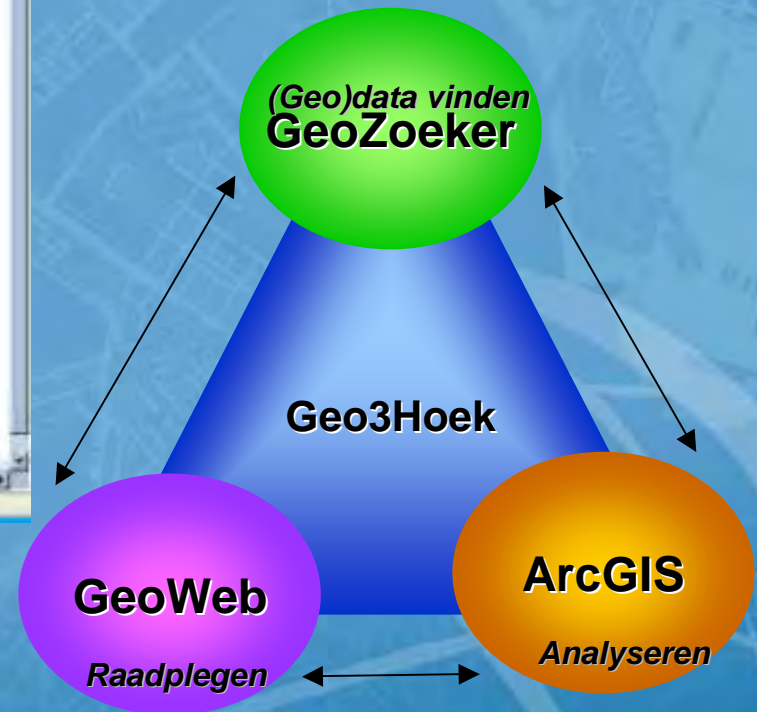 (Geo)data vinden
GeoZoeker
Geo3Hoek
GeoWeb
Raadplegen
ArcGIS
Analyseren